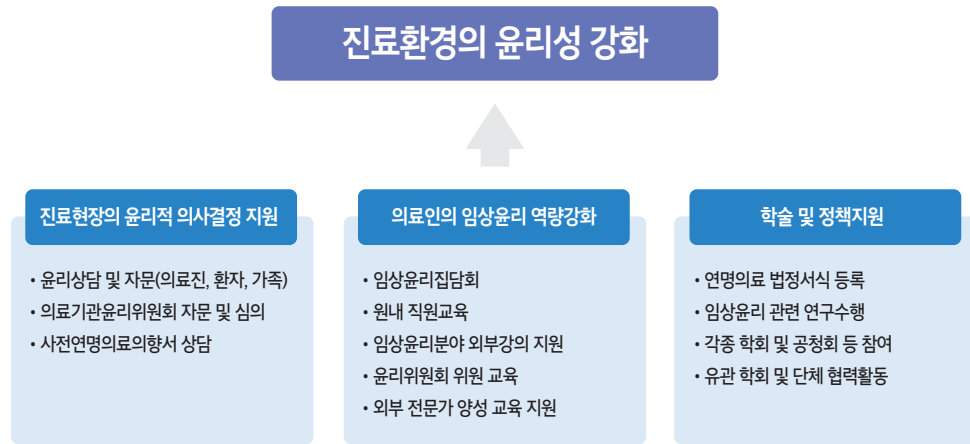 진료환경의 윤리성 강화
진료현장의 윤리적 의사결정 지원
• 윤리상담 및 자문(의료진, 환자, 가족)
• 의료기관윤리위원회 자문 및 심의
• 사전연명의료의향서 상담
의료인의 임상윤리 역량강화
• 임상윤리집담회
• 원내 직원교육
• 임상윤리분야 외부강의 지원
• 윤리위원회 위원 교육
• 외부 전문가 양성 교육 지원
학술 및 정책지원
• 연명의료 법정서식 등록
• 임상윤리 관련 연구수행
• 각종 학회 및 공청회 등 참여
• 유관 학회 및 단체 협력활동